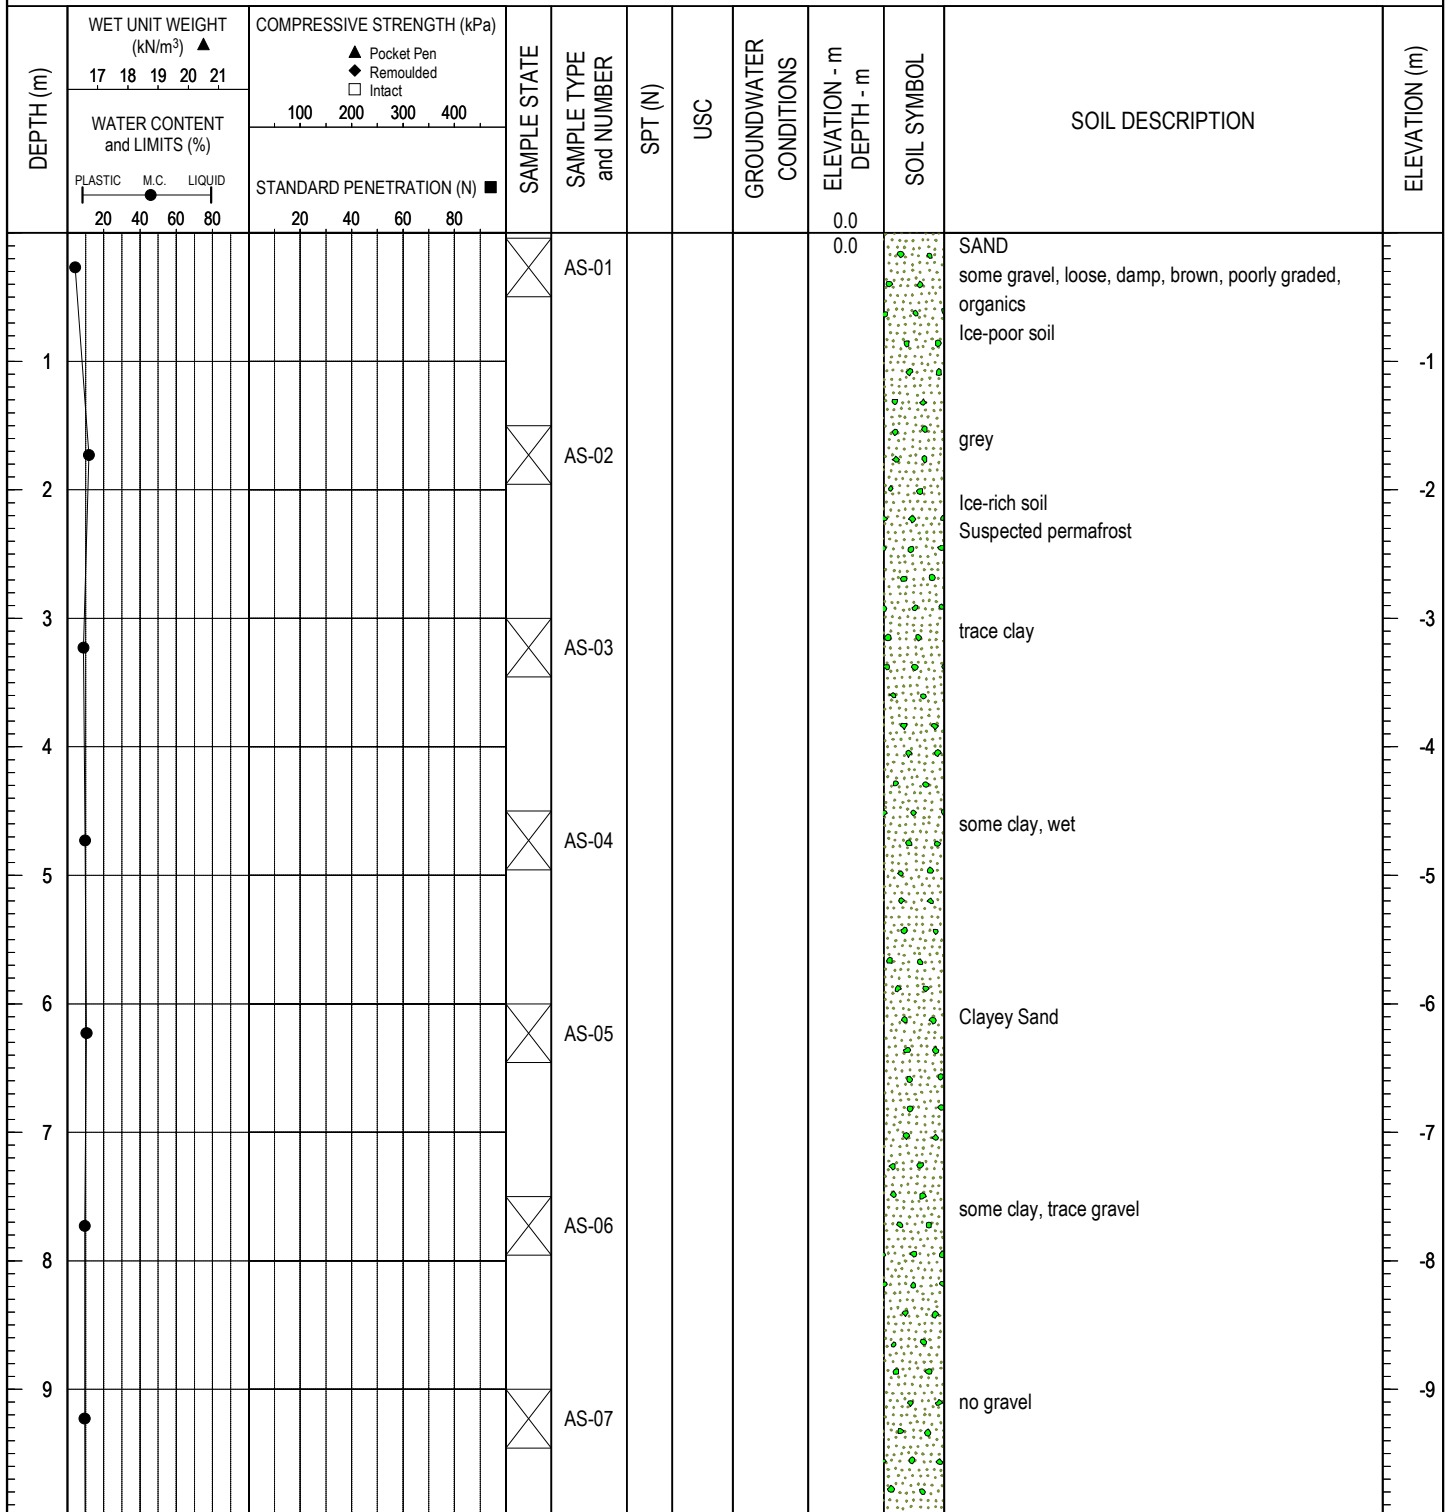 DEPTH (m)
WET UNIT WEIGHT
(kN/m³) ▲
17 18 19 20 21
WATER CONTENT
and LIMITS (%)
PLASTIC M.C. LIQUID
20 40 60 80
COMPRESSIVE STRENGTH (kPa)
▲ Pocket Pen
◆ Remoulded
□ Intact
100 200 300 400
STANDARD PENETRATION (N) ■
20 40 60 80
SAMPLE STATE
SAMPLE TYPE
and NUMBER
SPT (N)
USC
GROUNDWATER
CONDITIONS
ELEVATION - m
DEPTH - m
0.0
0.0
SOIL SYMBOL
SOIL DESCRIPTION
ELEVATION (m)
AS-01
SAND
some gravel, loose, damp, brown, poorly graded,
organics
Ice-poor soil
1 -1
grey
AS-02
2 -2
Ice-rich soil
Suspected permafrost
3 -3
trace clay
AS-03
4 -4
some clay, wet
AS-04
5 -5
6 -6
Clayey Sand
AS-05
7 -7
some clay, trace gravel
AS-06
8 -8
9 -9
no gravel
AS-07